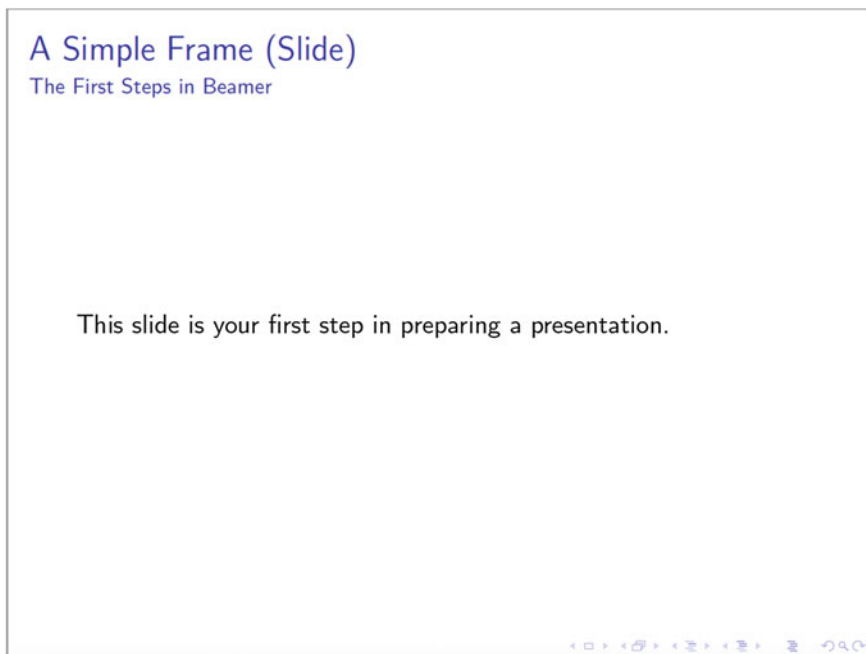 A Simple Frame (Slide)
The First Steps in Beamer
This slide is your first step in preparing a presentation.